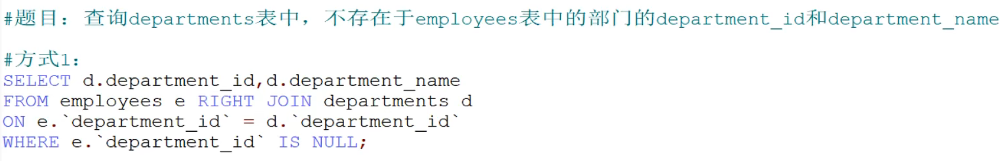 #题目：查询departments表中，不存在于employees表中的部门的department_id和department_name
#方式1：
SELECT d.department_id,d.department_name
FROM employees e RIGHT JOIN departments d
ON e.`department_id` = d.`department_id`
WHERE e.`department_id` IS NULL;